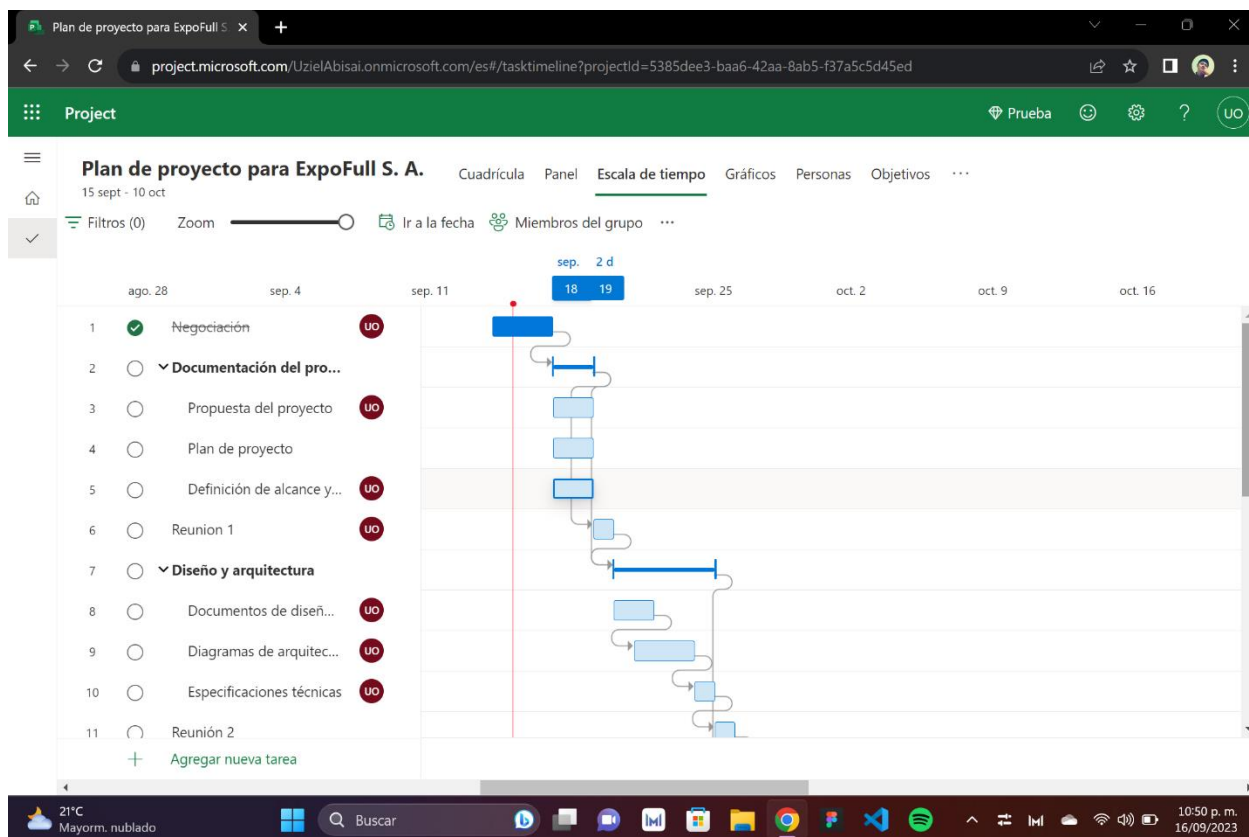 Plan de proyecto para ExpoFull S
project.microsoft.com/UzielAbisai.onmicrosoft.com/es#/tasktimeline?projectId=5385dee3-baa6-42aa-8ab5-f37a5c5d45ed
Project
Prueba
UO
Plan de proyecto para ExpoFull S. A.
15 sept - 10 oct
Cuadrícula Panel Escala de tiempo Gráficos Personas Objetivos ...
Filtros (0) Zoom Ir a la fecha Miembros del grupo ...
sep. 2 d
ago. 28 sep. 4 sep. 11 18 19 sep. 25 oct. 2 oct. 9 oct. 16
1 Negociación UO
2 Documentación del pro...
3 Propuesta del proyecto UO
4 Plan de proyecto
5 Definición de alcance y... UO
6 Reunion 1 UO
7 Diseño y arquitectura
8 Documentos de diseñ... UO
9 Diagramas de arquitec... UO
10 Especificaciones técnicas UO
11 Reunión 2
Agregar nueva tarea
21°C
Mayorm. nublado
Buscar
10:50 p. m.
16/09/2023